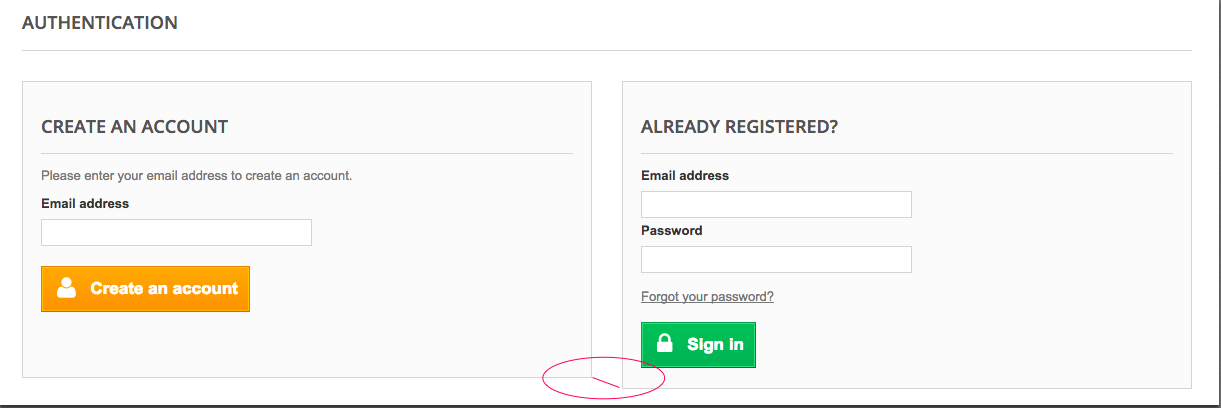 AUTHENTICATION
CREATE AN ACCOUNT
Please enter your email address to create an account.
Email address
Create an account
ALREADY REGISTERED?
Email address
Password
Forgot your password?
Sign in